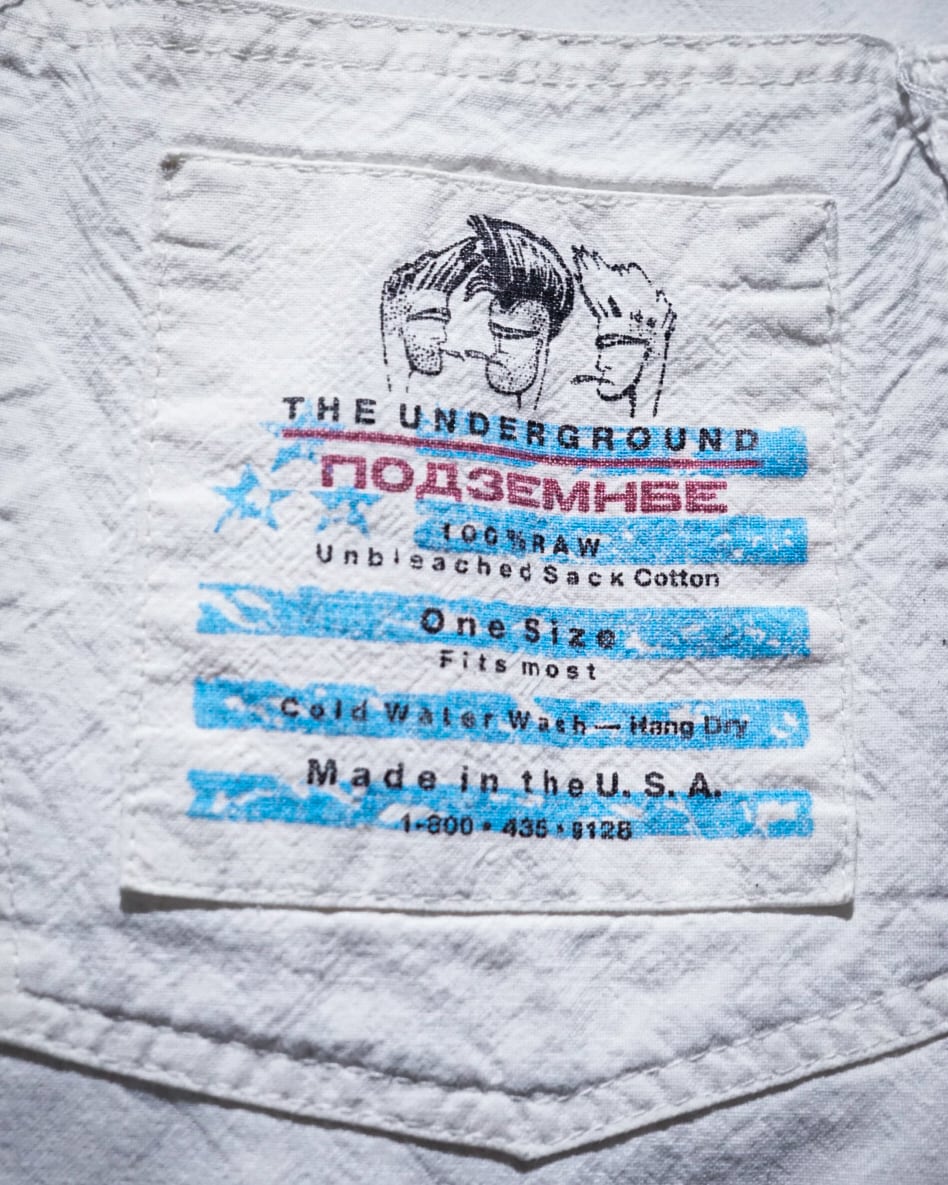 THE UNDERGROUND
ПОДЗЕМНБЕ
100% RAW
Unbleached Sack Cotton
One Size
Fits most
Cold Water Wash — Hang Dry
Made in the U.S.A.
1-800 • 435 • 9126